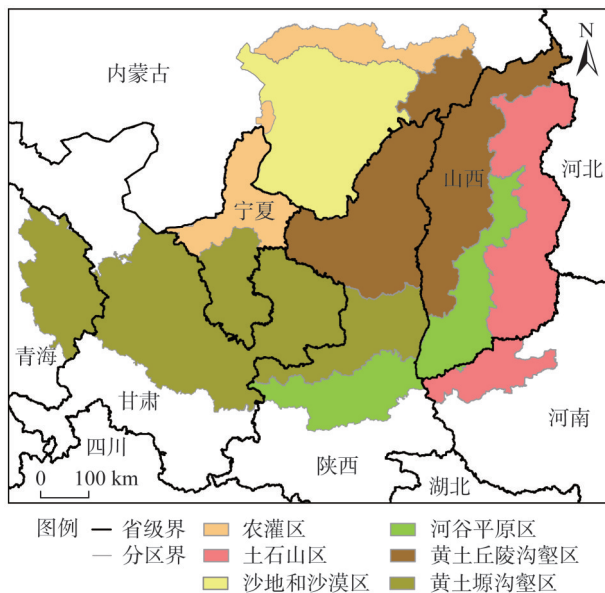 N
内蒙古
山西
河北
宁夏
青海
甘肃
河南
四川
陕西
0 100 km
湖北
图例 省级界 农灌区 河谷平原区
分区界 土石山区 黄土丘陵沟壑区
沙地和沙漠区 黄土塬沟壑区